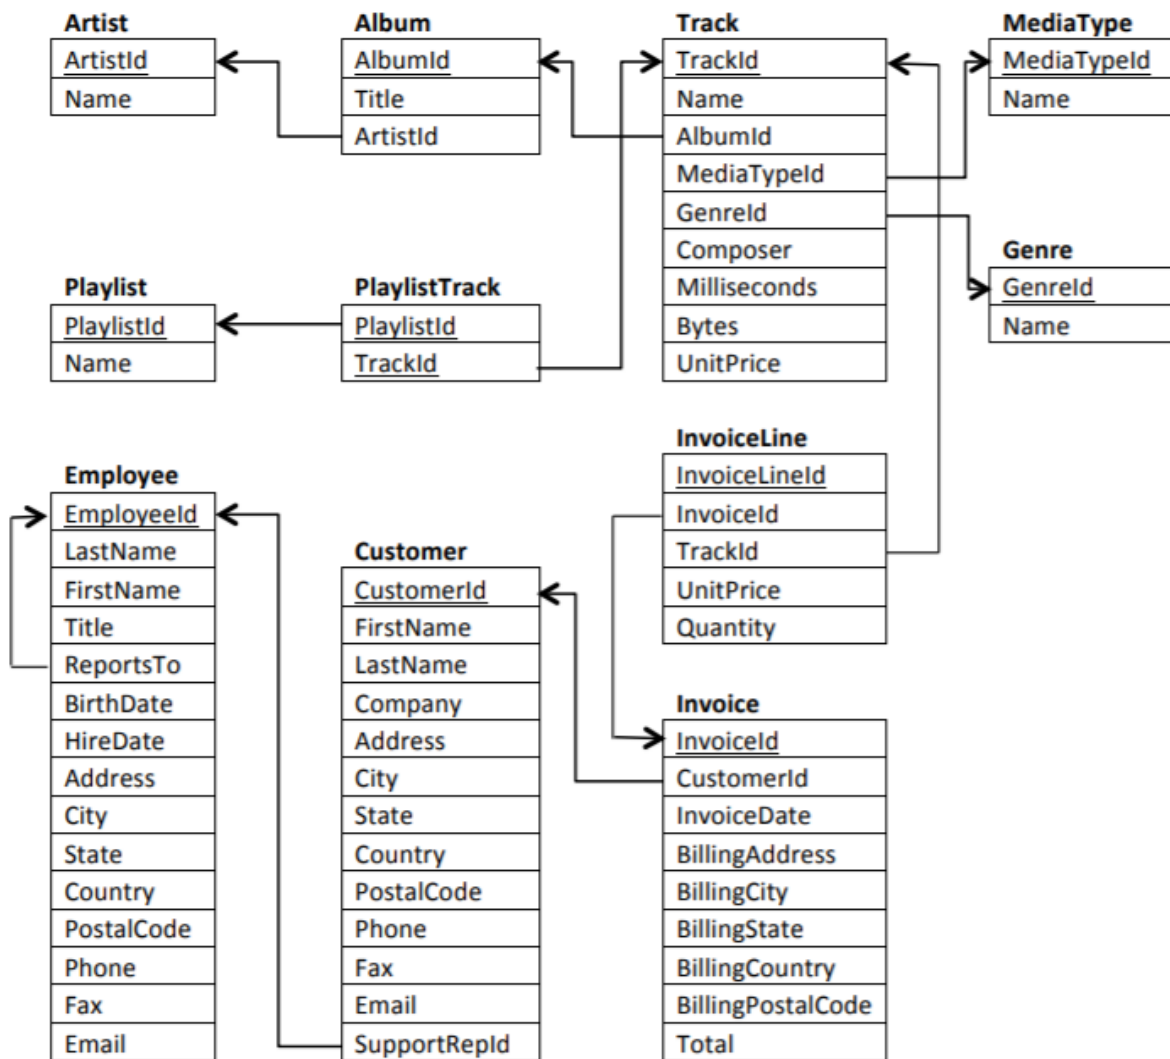 Artist
ArtistId
Name
Album
AlbumId
Title
ArtistId
Track
TrackId
Name
AlbumId
MediaTypeId
GenreId
Composer
Milliseconds
Bytes
UnitPrice
MediaType
MediaTypeId
Name
Genre
GenreId
Name
Playlist
PlaylistId
Name
PlaylistTrack
PlaylistId
TrackId
Employee
EmployeeId
LastName
FirstName
Title
ReportsTo
BirthDate
HireDate
Address
City
State
Country
PostalCode
Phone
Fax
Email
Customer
CustomerId
FirstName
LastName
Company
Address
City
State
Country
PostalCode
Phone
Fax
Email
SupportRepId
InvoiceLine
InvoiceLineId
InvoiceId
TrackId
UnitPrice
Quantity
Invoice
InvoiceId
CustomerId
InvoiceDate
BillingAddress
BillingCity
BillingState
BillingCountry
BillingPostalCode
Total